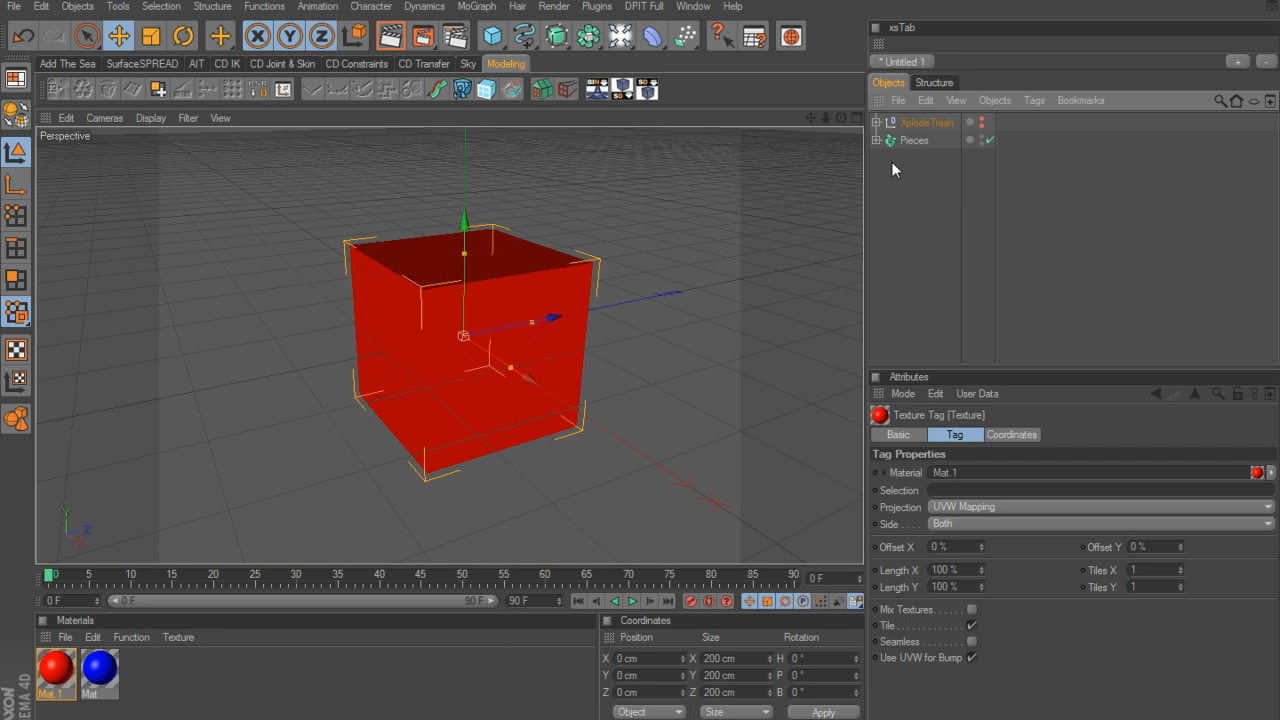 File Edit Objects Tools Selection Structure Functions Animation Character Dynamics MoGraph Hair Render Plugins DPIT Full Window Help
xsTab
* Untitled 1
Add The Sea SurfaceSPREAD AIT CD IK CD Joint & Skin CD Constraints CD Transfer Sky Modeling
Objects Structure
File Edit View Objects Tags Bookmarks
Edit Cameras Display Filter View
XplodeTrash
Perspective
Pieces
Attributes
Mode Edit User Data
Texture Tag [Texture]
Basic Tag Coordinates
Tag Properties
Material Mat.1
Selection
Projection UVW Mapping
Side Both
Offset X 0 % Offset Y 0 %
Length X 100 % Tiles X 1
Length Y 100 % Tiles Y 1
Mix Textures
Tile
Seamless
Use UVW for Bump
0 5 10 15 20 25 30 35 40 45 50 55 60 65 70 75 80 85 90 0 F
0 F 0 F 90 F 90 F
Materials
File Edit Function Texture
Mat.1 Mat
Coordinates
Position Size Rotation
X 0 cm X 200 cm H 0 °
Y 0 cm Y 200 cm P 0 °
Z 0 cm Z 200 cm B 0 °
Object Size Apply